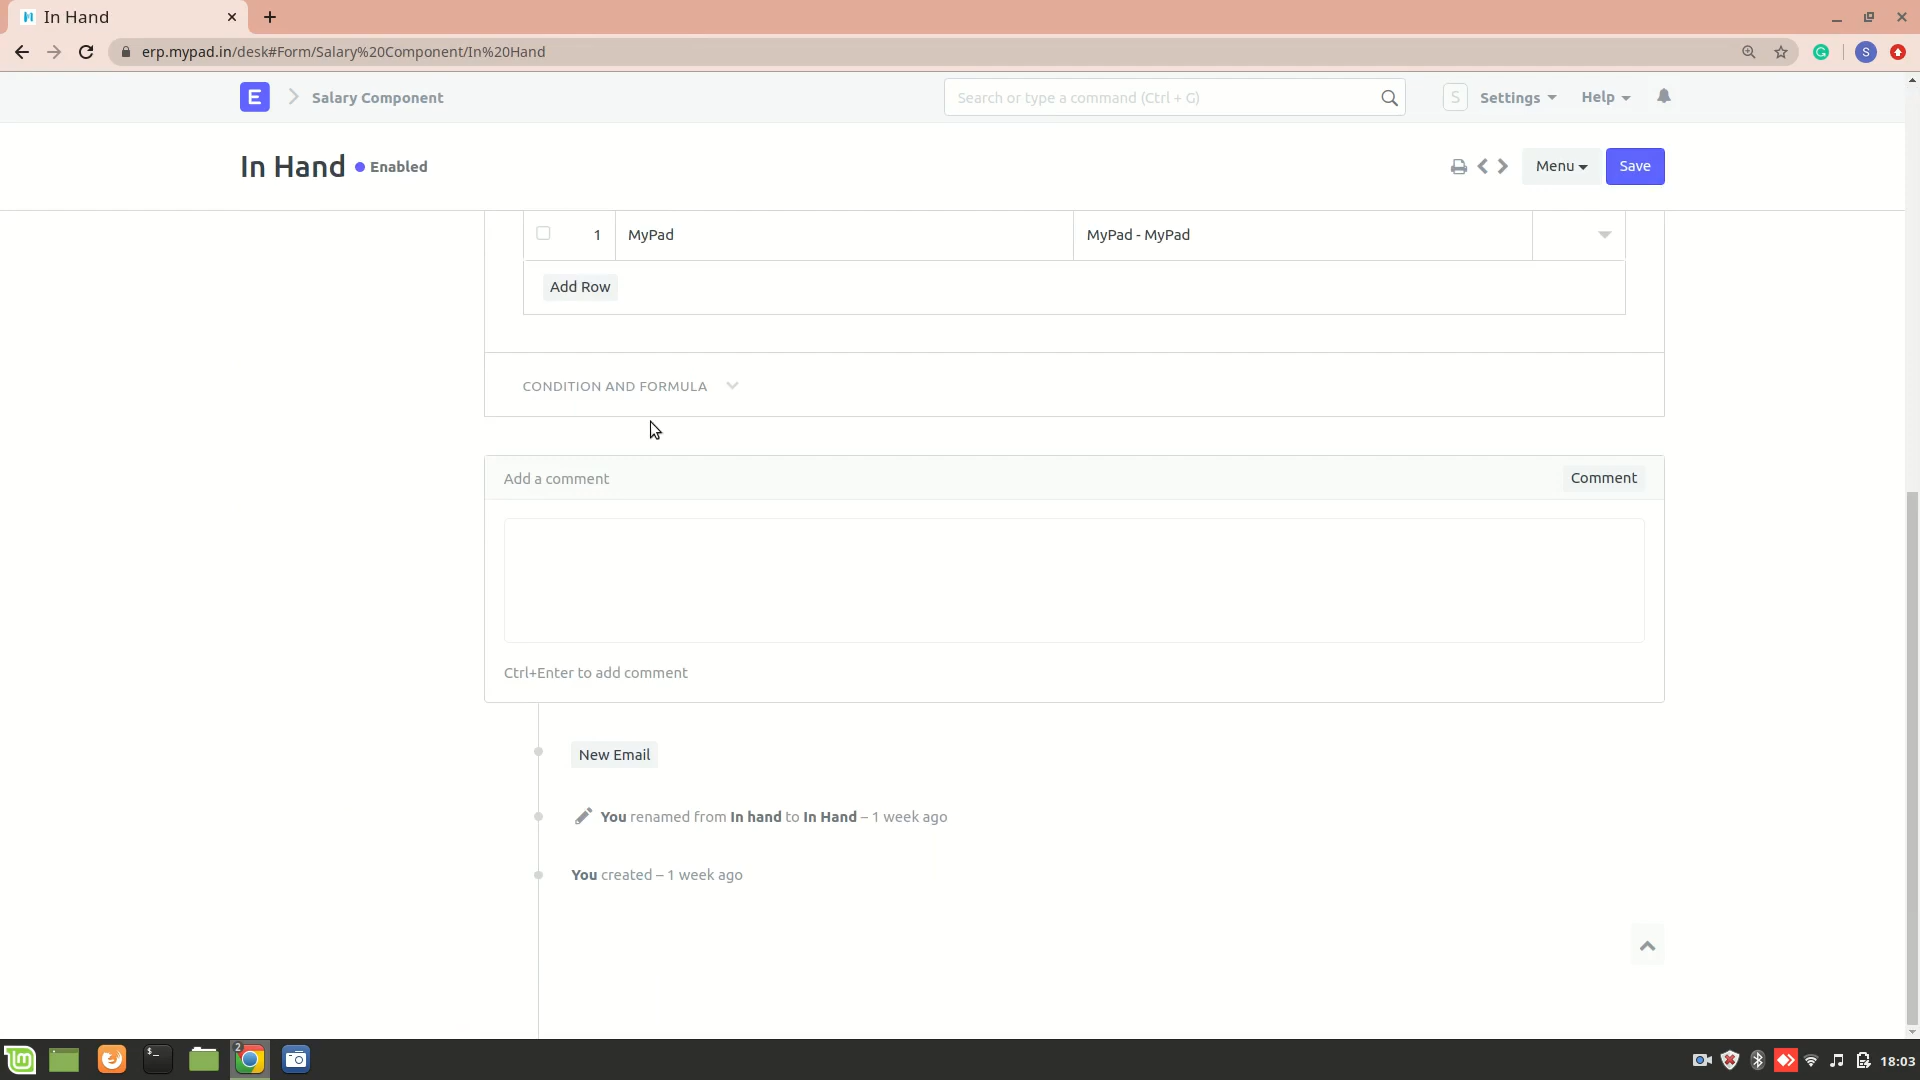 In Hand
erp.mypad.in/desk#Form/Salary%20Component/In%20Hand
S
E
Salary Component
Search or type a command (Ctrl + G)
S
Settings
Help
In Hand
Enabled
Menu
Save
1
MyPad
MyPad - MyPad
Add Row
CONDITION AND FORMULA
Add a comment
Comment
Ctrl+Enter to add comment
New Email
You renamed from In hand to In Hand – 1 week ago
You created – 1 week ago
2
18:03